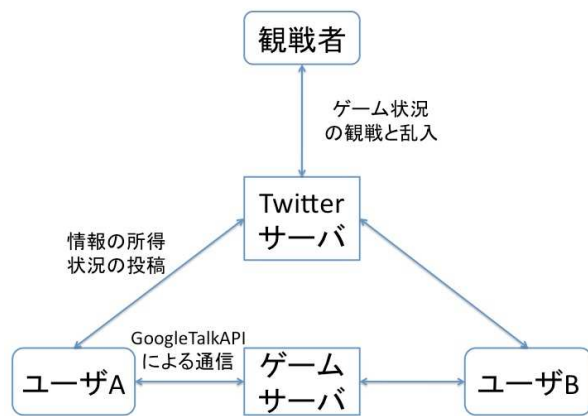 観戦者
ゲーム状況
の観戦と乱入
Twitter
サーバ
情報の所得
状況の投稿
GoogleTalkAPI
による通信
ユーザA
ゲーム
サーバ
ユーザB